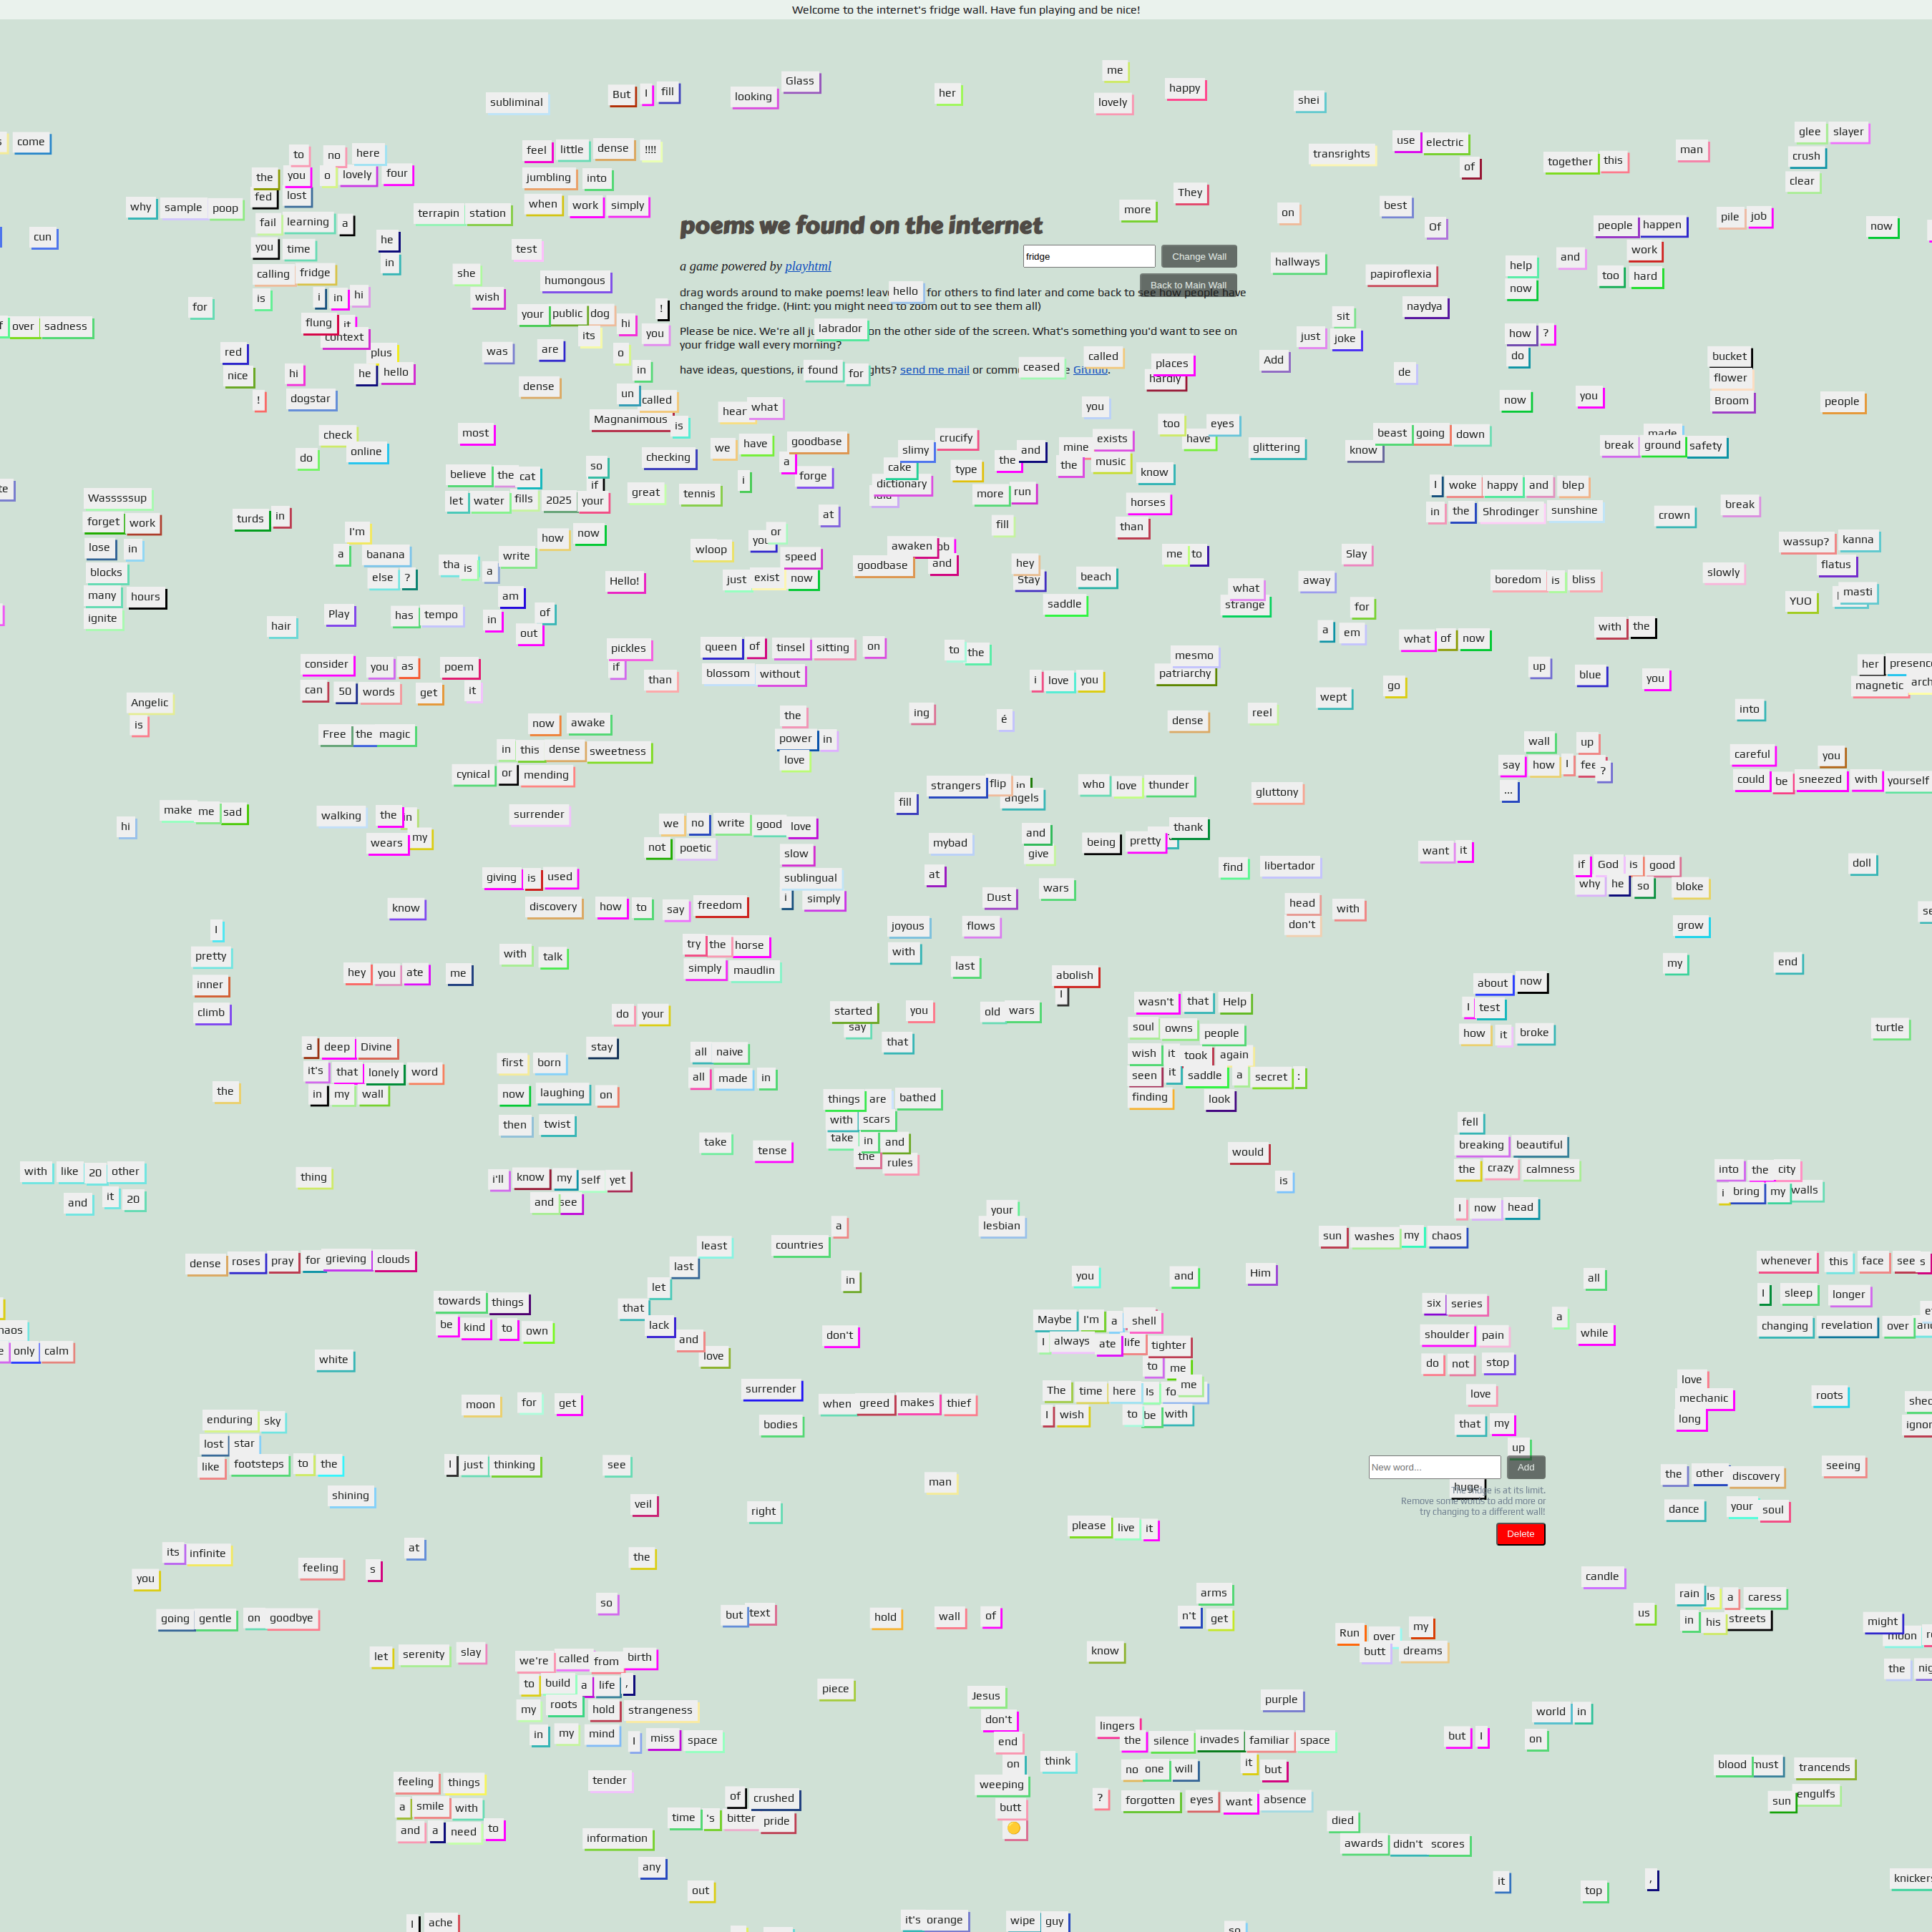 Welcome to the internet's fridge wall. Have fun playing and be nice!
me
Glass
happy
But I fill
looking
her
subliminal
lovely
shei
come
glee slayer
use electric
to no here
feel little dense !!!!
transrights
together this
man
crush
of
the you o lovely four
jumbling into
clear
fed lost
They
why sample poop
when work simply
more
on
best
fail learning a
terrapin station
pile job
poems we found on the internet
Of
people happen
now
cun
he
you time
test
work
fridge
Change Wall
and
in
a game powered by playhtml
hallways
help
calling fridge
she
papiroflexia
too hard
humongous
Back to Main Wall
now
is
i in hi
wish
hello
drag words around to make poems! for others to find later and come back to see how people have
changed the fridge. (Hint: you might need to zoom out to see them all)
for
your public dog
!
naydya
sit
over sadness
flung it
hi
labrador
Please be nice. We're all on the other side of the screen. What's something you'd want to see on
your fridge wall every morning?
context
its
you
just joke
how ?
red
plus
was
are
o
called
do
bucket
nice
hi
he hello
in
found for
ceased
have ideas, questions, send me mail or GitHub.
places
Add
de
flower
hardly
!
dogstar
dense
un called
now
you
Broom
people
hear what
you
Magnanimous is
check
most
too eyes
beast going down
made
do
online
checking
we have
goodbase
crucify
exists
have
glittering
know
break ground safety
slimy
mine
and
believe the cat
so
a
cake
type
the
the music
know
if
i
forge
dictionary
I woke happy and blep
Wasssssup
let water fills 2025 your
great
tennis
more run
horses
in the Shrodinger sunshine
break
forget work
turds in
at
fill
than
crown
I'm
how now
or
wassup? kanna
lose in
a banana
write
wloop
awaken
me to
Slay
is a
speed
goodbase
and
hey
flatus
blocks
else ?
Hello!
just exist now
Stay
beach
what
away
boredom is bliss
slowly
many hours
am
saddle
strange
for
YUO
masti
ignite
Play
has tempo
in
of
hair
out
a em
what of now
with the
pickles
queen of tinsel sitting on
to the
consider you as poem
if
mesmo
up
her presence
can 50 words get it
than
blossom without
i love you
patriarchy
go
blue
you
magnetic
Angelic
wept
is
now awake
the
ing
é
dense
reel
into
Free the magic
power in
wall
up
in this dense sweetness
love
careful
you
say how I
?
cynical or mending
strangers flip in
who love thunder
could be sneezed with yourself
angels
gluttony
...
make me sad
walking the in
surrender
fill
hi
we no write good love
thank
wears my
and
not poetic
slow
mybad
being pretty
give
want it
find
libertador
if God is good
doll
giving is used
sublingual
at
why he so
bloke
i simply
Dust
wars
know
discovery how to say freedom
head
with
I
joyous
flows
don't
grow
try the horse
pretty
with talk
with
simply maudlin
last
my
end
hey you ate me
abolish
inner
I
about now
climb
do your
started
you
old wars
wasn't that Help
I test
say
soul owns people
turtle
how it broke
a deep Divine
stay
that
all naive
wish it took again
it's that lonely word
first born
all made in
seen it saddle a secret :
the
in my wall
now laughing on
things are bathed
finding look
with scars
fell
then twist
take
take in and
breaking beautiful
tense
the rules
would
the crazy calmness
with like 20 other
thing
i'll know my self yet
is
into the city
and it 20
and see
i bring my walls
your
I now head
lesbian
a
sun washes my chaos
least
countries
dense roses pray for grieving clouds
last
you
and
Him
whenever this face see s
in
all
let
I sleep longer
towards things
that
six series
a
be kind to own
lack
and
don't
Maybe I'm a shell
changing revelation over
shoulder pain
while
only calm
I always ate life tighter
white
love
to me
do not stop
surrender
The time here Is me
love
moon for get
when greed makes thief
love
mechanic
roots
enduring sky
bodies
I wish to be with
that my
long
lost star
up
like footsteps to the
I just thinking
see
New word...
Add
the other discovery
seeing
shining
man
huge
The fridge is at its limit.
Remove some words to add more or
try changing to a different wall!
veil
right
dance your soul
please live it
Delete
its infinite
at
the
feeling s
you
candle
so
arms
rain Is a caress
going gentle on goodbye
but text
hold wall of
n't get
us
in his streets
Run over my
might
moon
let serenity slay
know
butt dreams
we're called from birth
the
to build a life ,
piece
Jesus
my roots hold strangeness
purple
don't
world in
lingers
in my mind I miss space
end
the silence invades familiar space
but I
on
on
think
no one will it but
blood must trancends
feeling things
tender
weeping
of crushed
? forgotten eyes want absence
sun engulfs
a smile with
butt
time 's bitter pride
and a need to
died
information
awards didn't scores
any
it
,
knickers
out
top
I ache
it's orange
wipe guy
so